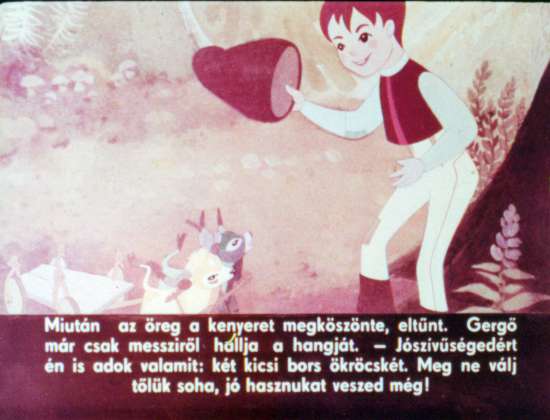 Miután az öreg a kenyeret megköszönte, eltűnt. Gergő
már csak messziről hallja a hangját. – Jószívűségedért
én is adok valamit: két kicsi bors ökröcskét. Meg ne válj
tőlük soha, jó hasznukat veszed még!